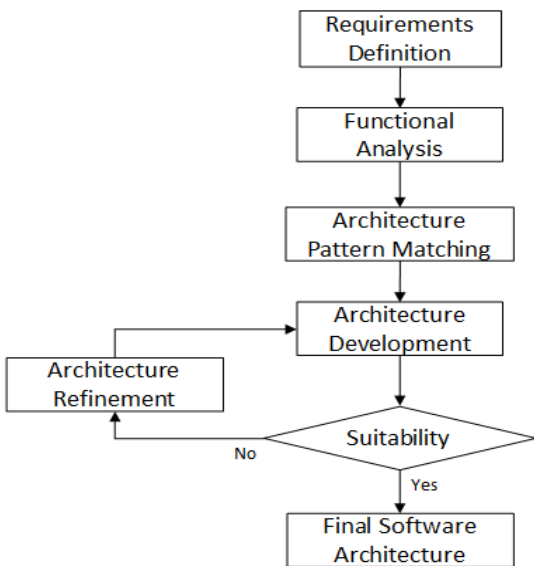 Requirements
Definition
Functional
Analysis
Architecture
Pattern Matching
Architecture
Development
Architecture
Refinement
Suitability
No
Yes
Final Software
Architecture